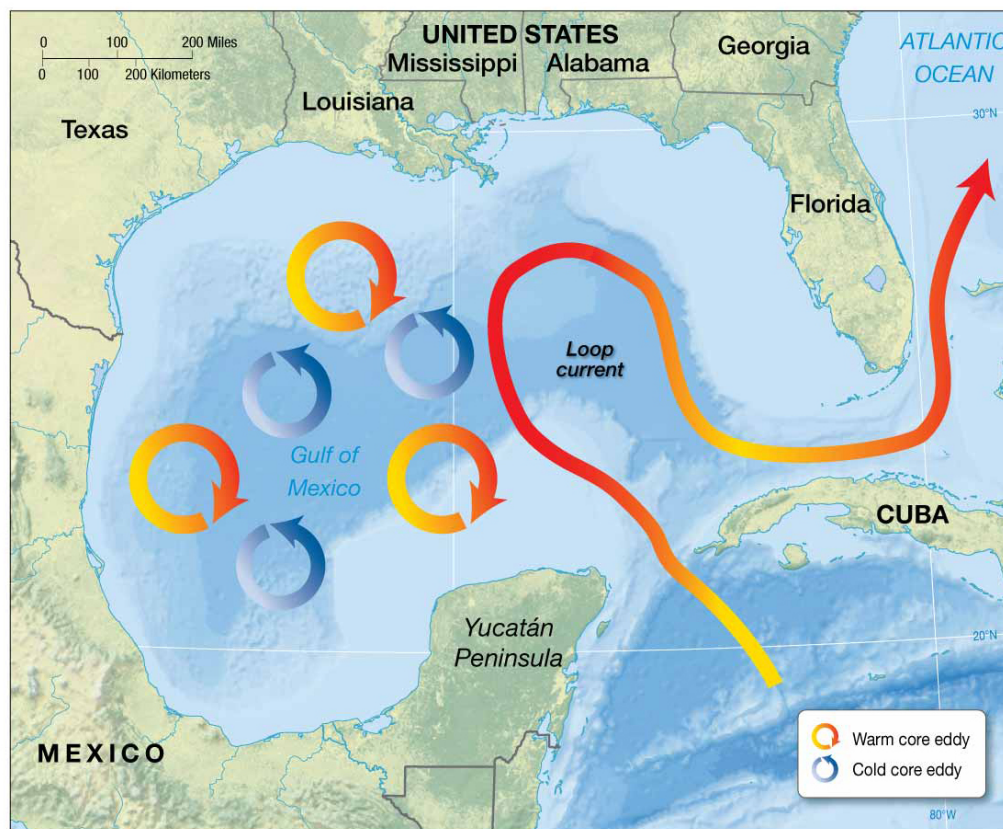 0 100 200 Miles
0 100 200 Kilometers
UNITED STATES
Mississippi
Alabama
Georgia
ATLANTIC
OCEAN
Louisiana
Texas
30°N
Florida
Loop
current
Gulf of
Mexico
CUBA
Yucatán
Peninsula
20°N
MEXICO
Warm core eddy
Cold core eddy
80°W